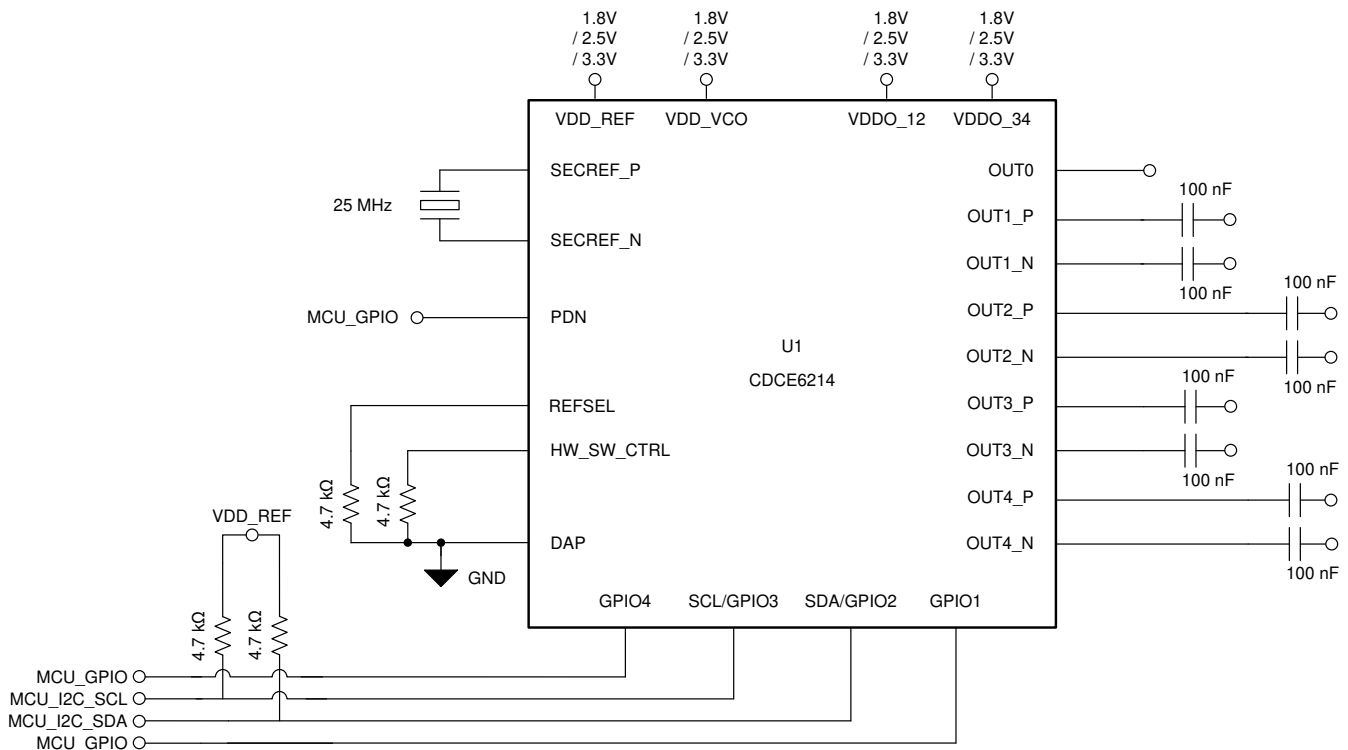 1.8V
/ 2.5V
/ 3.3V
1.8V
/ 2.5V
/ 3.3V
1.8V
/ 2.5V
/ 3.3V
1.8V
/ 2.5V
/ 3.3V
VDD_REF
VDD_VCO
VDDO_12
VDDO_34
SECREF_P
25 MHz
SECREF_N
MCU_GPIO
PDN
REFSEL
HW_SW_CTRL
4.7 kΩ
4.7 kΩ
DAP
GND
U1
CDCE6214
OUT0
OUT1_P
100 nF
OUT1_N
100 nF
OUT2_P
100 nF
OUT2_N
100 nF
OUT3_P
100 nF
OUT3_N
100 nF
OUT4_P
100 nF
OUT4_N
100 nF
GPIO4
SCL/GPIO3
SDA/GPIO2
GPIO1
VDD_REF
4.7 kΩ
4.7 kΩ
MCU_GPIO
MCU_I2C_SCL
MCU_I2C_SDA
MCU_GPIO